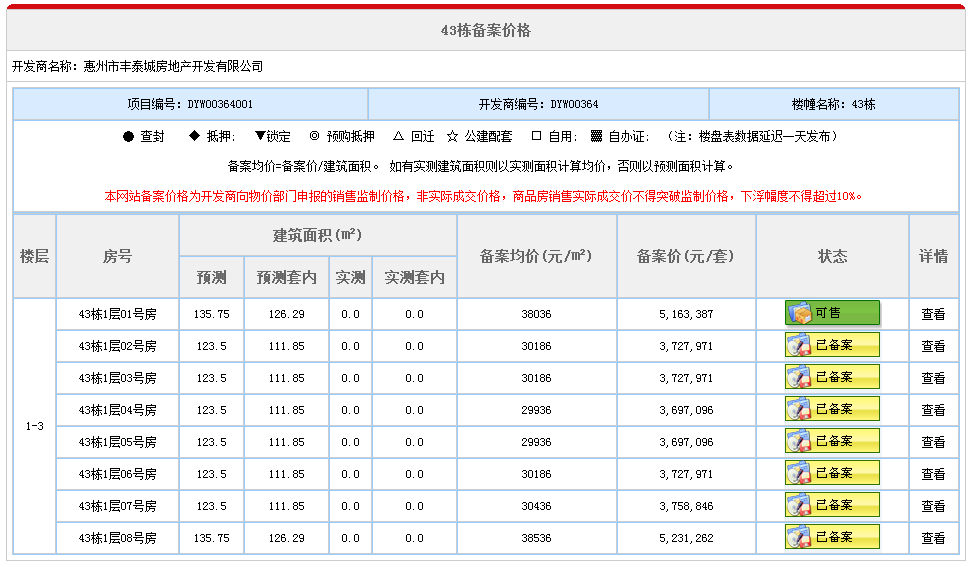 43栋备案价格
开发商名称：惠州市丰泰城房地产开发有限公司
项目编号：DYW00364001 开发商编号：DYW00364 楼幢名称：43栋
● 查封 ◆ 抵押; ▼锁定 ◎ 预购抵押 △ 回迁 ☆ 公建配套 □ 自用; ▩ 自办证; （注：楼盘表数据延迟一天发布）
备案均价=备案价/建筑面积。 如有实测建筑面积则以实测面积计算均价，否则以预测面积计算。
本网站备案价格为开发商向物价部门申报的销售监制价格，非实际成交价格，商品房销售实际成交价不得突破监制价格，下浮幅度不得超过10%。
楼层 房号 建筑面积(m²) 备案均价(元/m²) 备案价(元/套) 状态 详情
预测 预测套内 实测 实测套内
43栋1层01号房 135.75 126.29 0.0 0.0 38036 5,163,387 可售 查看
43栋1层02号房 123.5 111.85 0.0 0.0 30186 3,727,971 已备案 查看
43栋1层03号房 123.5 111.85 0.0 0.0 30186 3,727,971 已备案 查看
43栋1层04号房 123.5 111.85 0.0 0.0 29936 3,697,096 已备案 查看
1-3
43栋1层05号房 123.5 111.85 0.0 0.0 29936 3,697,096 已备案 查看
43栋1层06号房 123.5 111.85 0.0 0.0 30186 3,727,971 已备案 查看
43栋1层07号房 123.5 111.85 0.0 0.0 30436 3,758,846 已备案 查看
43栋1层08号房 135.75 126.29 0.0 0.0 38536 5,231,262 已备案 查看